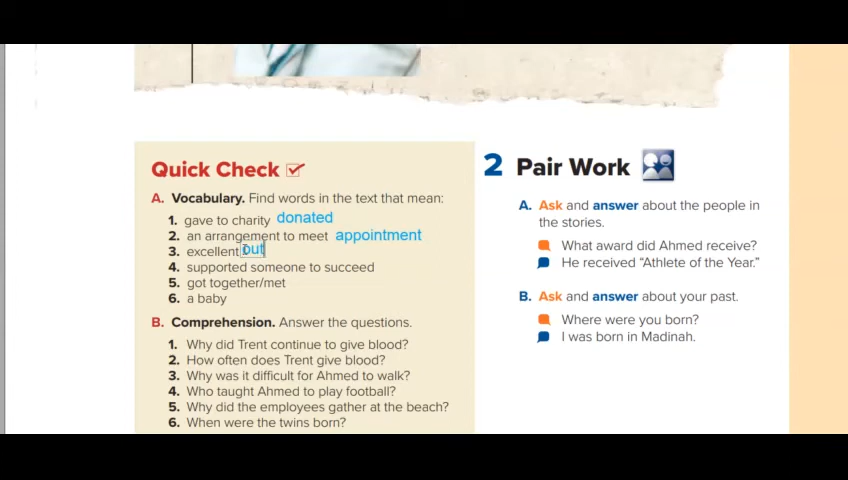 Quick Check
A. Vocabulary. Find words in the text that mean:
1. gave to charity donated
2. an arrangement to meet appointment
3. excellent out
4. supported someone to succeed
5. got together/met
6. a baby
B. Comprehension. Answer the questions.
1. Why did Trent continue to give blood?
2. How often does Trent give blood?
3. Why was it difficult for Ahmed to walk?
4. Who taught Ahmed to play football?
5. Why did the employees gather at the beach?
6. When were the twins born?
2 Pair Work
A. Ask and answer about the people in
the stories.
What award did Ahmed receive?
He received “Athlete of the Year.”
B. Ask and answer about your past.
Where were you born?
I was born in Madinah.